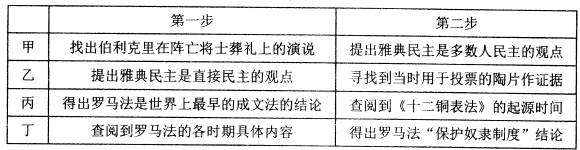 第一步 第二步
甲 找出伯利克里在阵亡将士葬礼上的演说 提出雅典民主是多数人民主的观点
乙 提出雅典民主是直接民主的观点 寻找到当时用于投票的陶片作证据
丙 得出罗马法是世界上最早的成文法的结论 查阅到《十二铜表法》的起源时间
丁 查阅到罗马法的各时期具体内容 得出罗马法“保护奴隶制度”结论